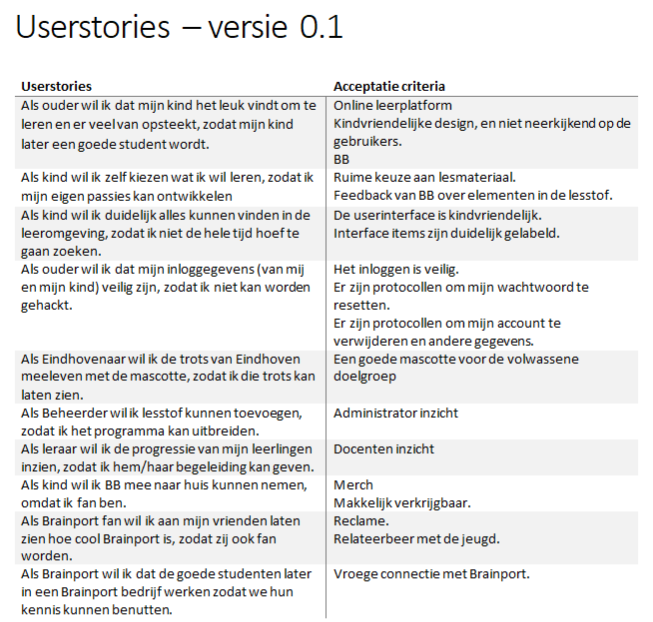 Userstories – versie 0.1
Userstories
Acceptatie criteria
Als ouder wil ik dat mijn kind het leuk vindt om te
leren en er veel van opsteekt, zodat mijn kind
later een goede student wordt.
Online leerplatform
Kindvriendelijke design, en niet neerkijkend op de
gebruikers.
BB
Als kind wil ik zelf kiezen wat ik wil leren, zodat ik
mijn eigen passies kan ontwikkelen
Ruime keuze aan lesmateriaal.
Feedback van BB over elementen in de lesstof.
Als kind wil ik duidelijk alles kunnen vinden in de
leeromgeving, zodat ik niet de hele tijd hoef te
gaan zoeken.
De userinterface is kindvriendelijk.
Interface items zijn duidelijk gelabeld.
Als ouder wil ik dat mijn inloggegevens (van mij
en mijn kind) veilig zijn, zodat ik niet kan worden
gehackt.
Het inloggen is veilig.
Er zijn protocollen om mijn wachtwoord te
resetten.
Er zijn protocollen om mijn account te
verwijderen en andere gegevens.
Als Eindhovenaar wil ik de trots van Eindhoven
meeleven met de mascotte, zodat ik die trots kan
laten zien.
Een goede mascotte voor de volwassene
doelgroep
Als Beheerder wil ik lesstof kunnen toevoegen,
zodat ik het programma kan uitbreiden.
Administrator inzicht
Als leraar wil ik de progressie van mijn leerlingen
inzien, zodat ik hem/haar begeleiding kan geven.
Docenten inzicht
Als kind wil ik BB mee naar huis kunnen nemen,
omdat ik fan ben.
Merch
Makkelijk verkrijgbaar.
Als Brainport fan wil ik aan mijn vrienden laten
zien hoe cool Brainport is, zodat zij ook fan
worden.
Reclame.
Relateerbeer met de jeugd.
Als Brainport wil ik dat de goede studenten later
in een Brainport bedrijf werken zodat we hun
kennis kunnen benutten.
Vroege connectie met Brainport.